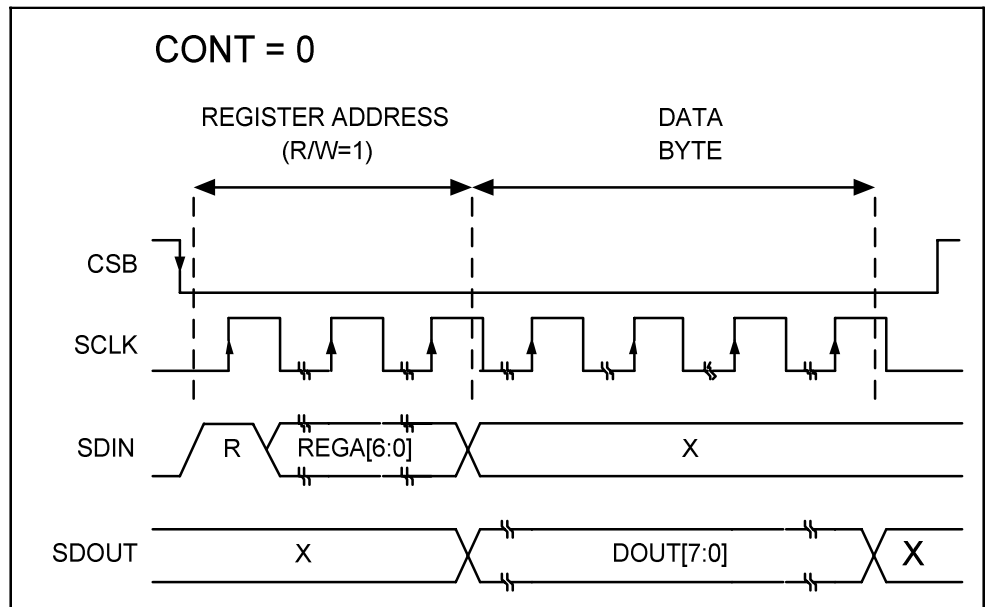 CONT = 0
REGISTER ADDRESS
(R/W=1)
DATA
BYTE
CSB
SCLK
SDIN
R
REGA[6:0]
X
SDOUT
X
DOUT[7:0]
X